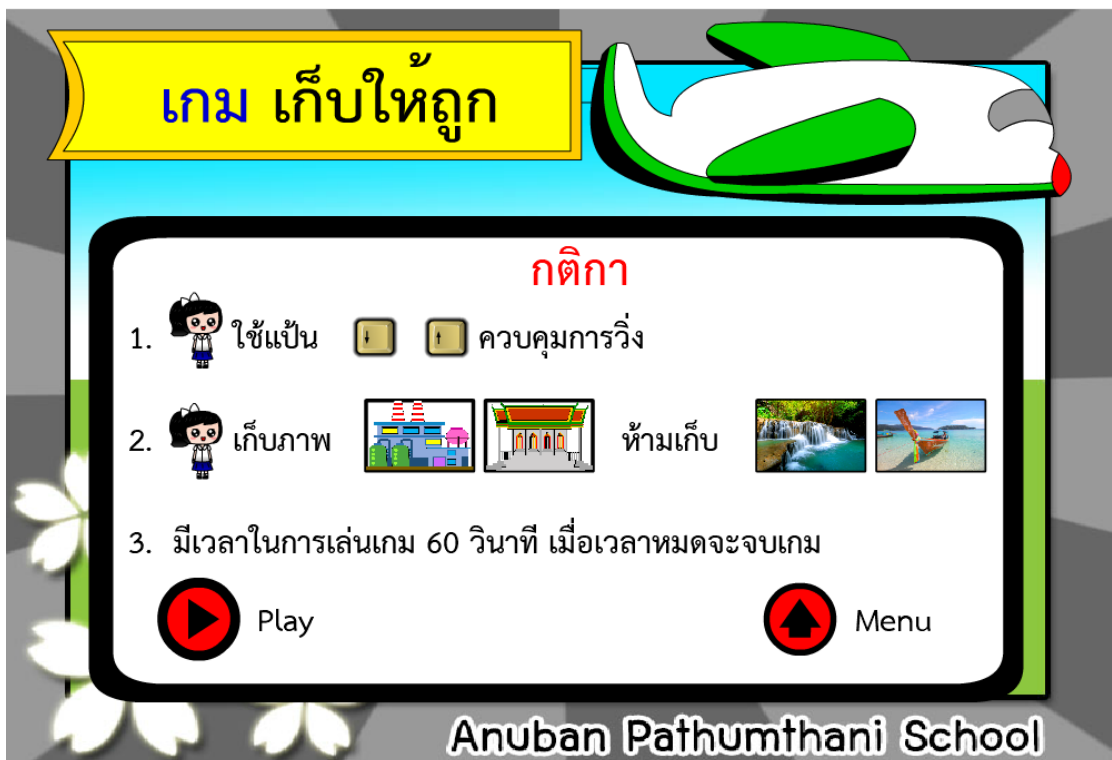 เกม เก็บให้ถูก
กติกา
1. ใช้แป้น ควบคุมการวิ่ง
2. เก็บภาพ ห้ามเก็บ
3. มีเวลาในการเล่นเกม 60 วินาที เมื่อเวลาหมดจะจบเกม
Play Menu
Anuban Pathumthani School